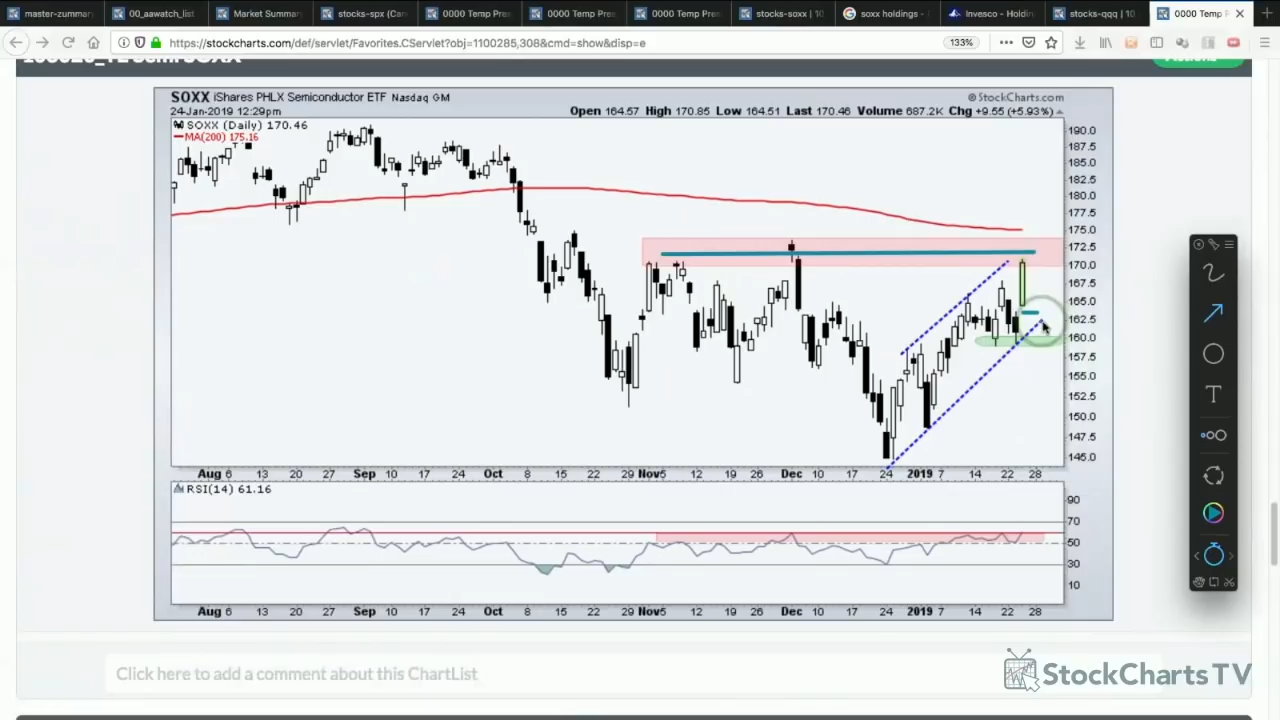 master-zummary
00_aawatch_list
Market Summary
stocks-spx (Can
0000 Temp Pres
0000 Temp Pres
0000 Temp Pres
stocks-soxx | 10
soxx holdings -
Invesco - Holdin
stocks-qqq | 10
0000 Temp P
https://stockcharts.com/def/servlet/Favorites.CServlet?obj=1100285,308&cmd=show&disp=e
133%
SOXX iShares PHLX Semiconductor ETF Nasdaq GM
© StockCharts.com
24-Jan-2019 12:29pm
Open 164.57 High 170.85 Low 164.51 Last 170.46 Volume 687.2K Chg +9.55 (+5.93%)
SOXX (Daily) 170.46
MA(200) 175.16
190.0
187.5
185.0
182.5
180.0
177.5
175.0
172.5
170.0
167.5
165.0
162.5
160.0
157.5
155.0
152.5
150.0
147.5
145.0
Aug 6 13 20 27 Sep 10 17 24 Oct 8 15 22 29 Nov 5 12 19 26 Dec 10 17 24 2019 7 14 22 28
RSI(14) 61.16
90
70
50
30
10
Aug 6 13 20 27 Sep 10 17 24 Oct 8 15 22 29 Nov 5 12 19 26 Dec 10 17 24 2019 7 14 22 28
Click here to add a comment about this ChartList
StockChartsTV